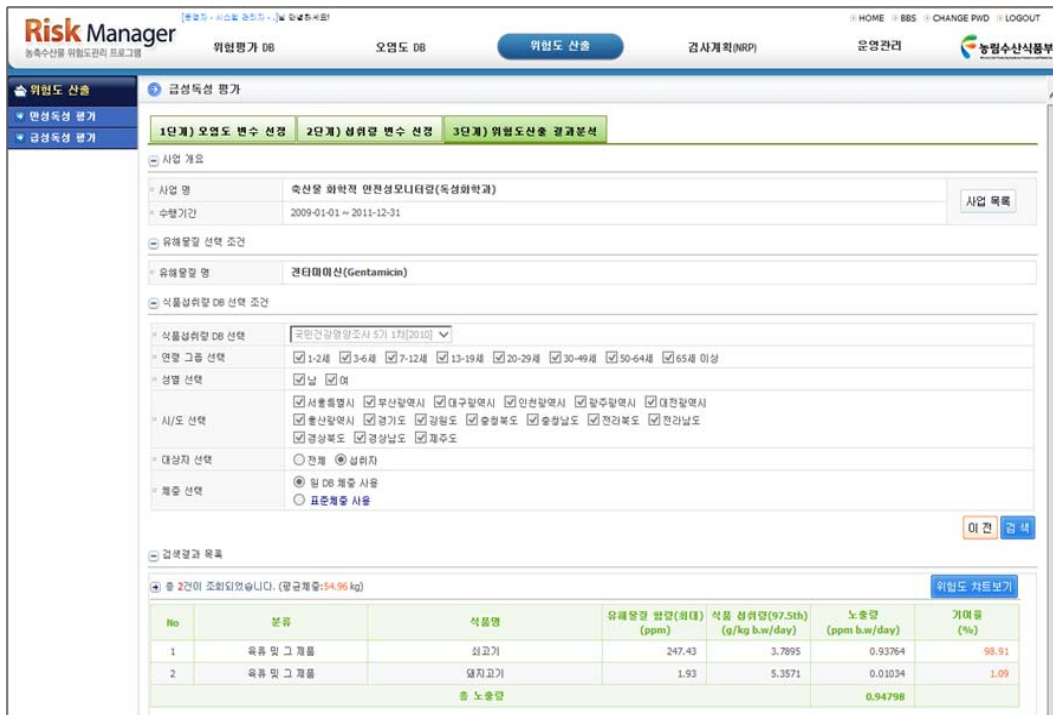 [운영자 - 시스템 관리자 - .]님 안녕하세요!
HOME BBS CHANGE PWD LOGOUT
Risk Manager
농축수산물 위험도관리 프로그램
위험평가 DB 오염도 DB 위험도 산출 검사계획(NRP) 운영관리
농림수산식품부
위험도 산출
만성독성 평가
급성독성 평가
급성독성 평가
1단계) 오염도 변수 선정 2단계) 섭취량 변수 선정 3단계) 위험도산출 결과분석
사업 개요
사업 명 축산물 화학적 안전성모니터링(독성화학과)
수행기간 2009-01-01 ~ 2011-12-31
사업 목록
유해물질 선택 조건
유해물질 명 겐타마이신(Gentamicin)
식품섭취량 DB 선택 조건
식품섭취량 DB 선택 국민건강영양조사 5기 1차[2010]
연령 그룹 선택 1-2세 3-6세 7-12세 13-19세 20-29세 30-49세 50-64세 65세 이상
성별 선택 남 여
시/도 선택 서울특별시 부산광역시 대구광역시 인천광역시 광주광역시 대전광역시
울산광역시 경기도 강원도 충청북도 충청남도 전라북도 전라남도
경상북도 경상남도 제주도
대상자 선택 전체 섭취자
체중 선택 원 DB 체중 사용
표준체중 사용
이 전 검 색
검색결과 목록
총 2건이 조회되었습니다. (평균체중:54.96 kg)
위험도 챠트보기
No 분류 식품명 유해물질 함량(최대) (ppm) 식품 섭취량(97.5th) (g/kg b.w/day) 노출량 (ppm b.w/day) 기여율 (%)
1 육류 및 그 제품 쇠고기 247.43 3.7895 0.93764 98.91
2 육류 및 그 제품 돼지고기 1.93 5.3571 0.01034 1.09
총 노출량 0.94798